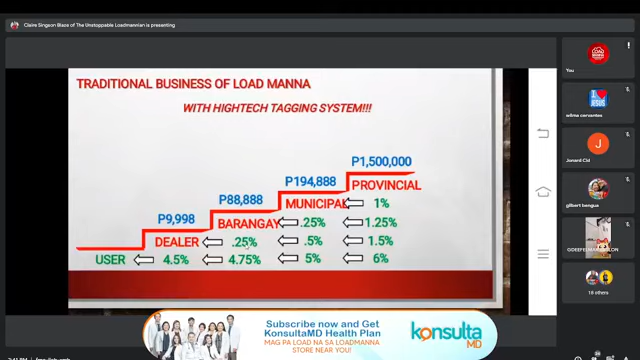 Claire Singson Blaze of The Unstoppable Loadmannian is presenting
TRADITIONAL BUSINESS OF LOAD MANNA
WITH HIGHTECH TAGGING SYSTEM!!!
P1,500,000
P194,888
PROVINCIAL
P88,888
MUNICIPAL
1%
P9,998
BARANGAY
.25%
1.25%
DEALER
.25%
.5%
1.5%
USER
4.5%
4.75%
5%
6%
You
wilma cervantes
Junard Cld
gilbert bengua
18 others
Subscribe now and Get
KonsultaMD Health Plan
MAG PA LOAD NA SA LOADMANNA
STORE NEAR YOU!
konsulta
MD